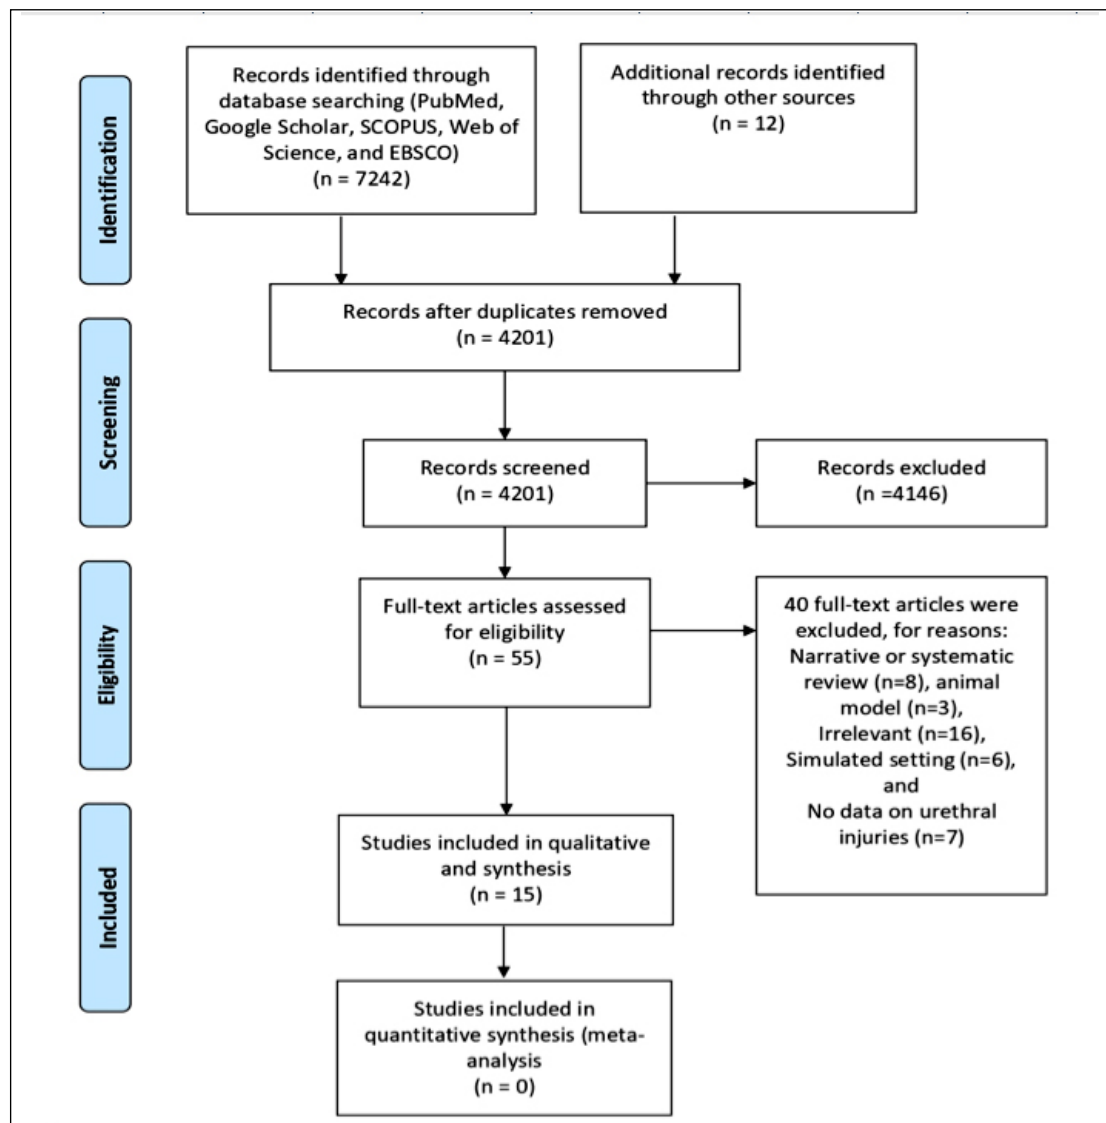 Identification
Records identified through
database searching (PubMed,
Google Scholar, SCOPUS, Web of
Science, and EBSCO)
(n = 7242)
Additional records identified
through other sources
(n = 12)
Records after duplicates removed
(n = 4201)
Screening
Records screened
(n = 4201)
Records excluded
(n =4146)
Eligibility
Full-text articles assessed
for eligibility
(n = 55)
40 full-text articles were
excluded, for reasons:
Narrative or systematic
review (n=8), animal
model (n=3),
Irrelevant (n=16),
Simulated setting (n=6),
and
No data on urethral
injuries (n=7)
Included
Studies included in qualitative
and synthesis
(n = 15)
Studies included in
quantitative synthesis (meta-
analysis
(n = 0)